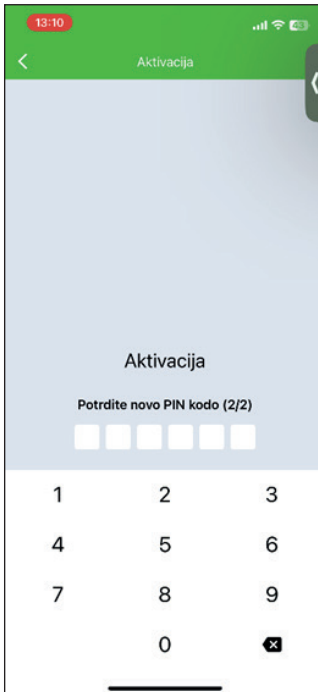 13:10
Aktivacija
Aktivacija
Potrdite novo PIN kodo (2/2)
1 2 3
4 5 6
7 8 9
0